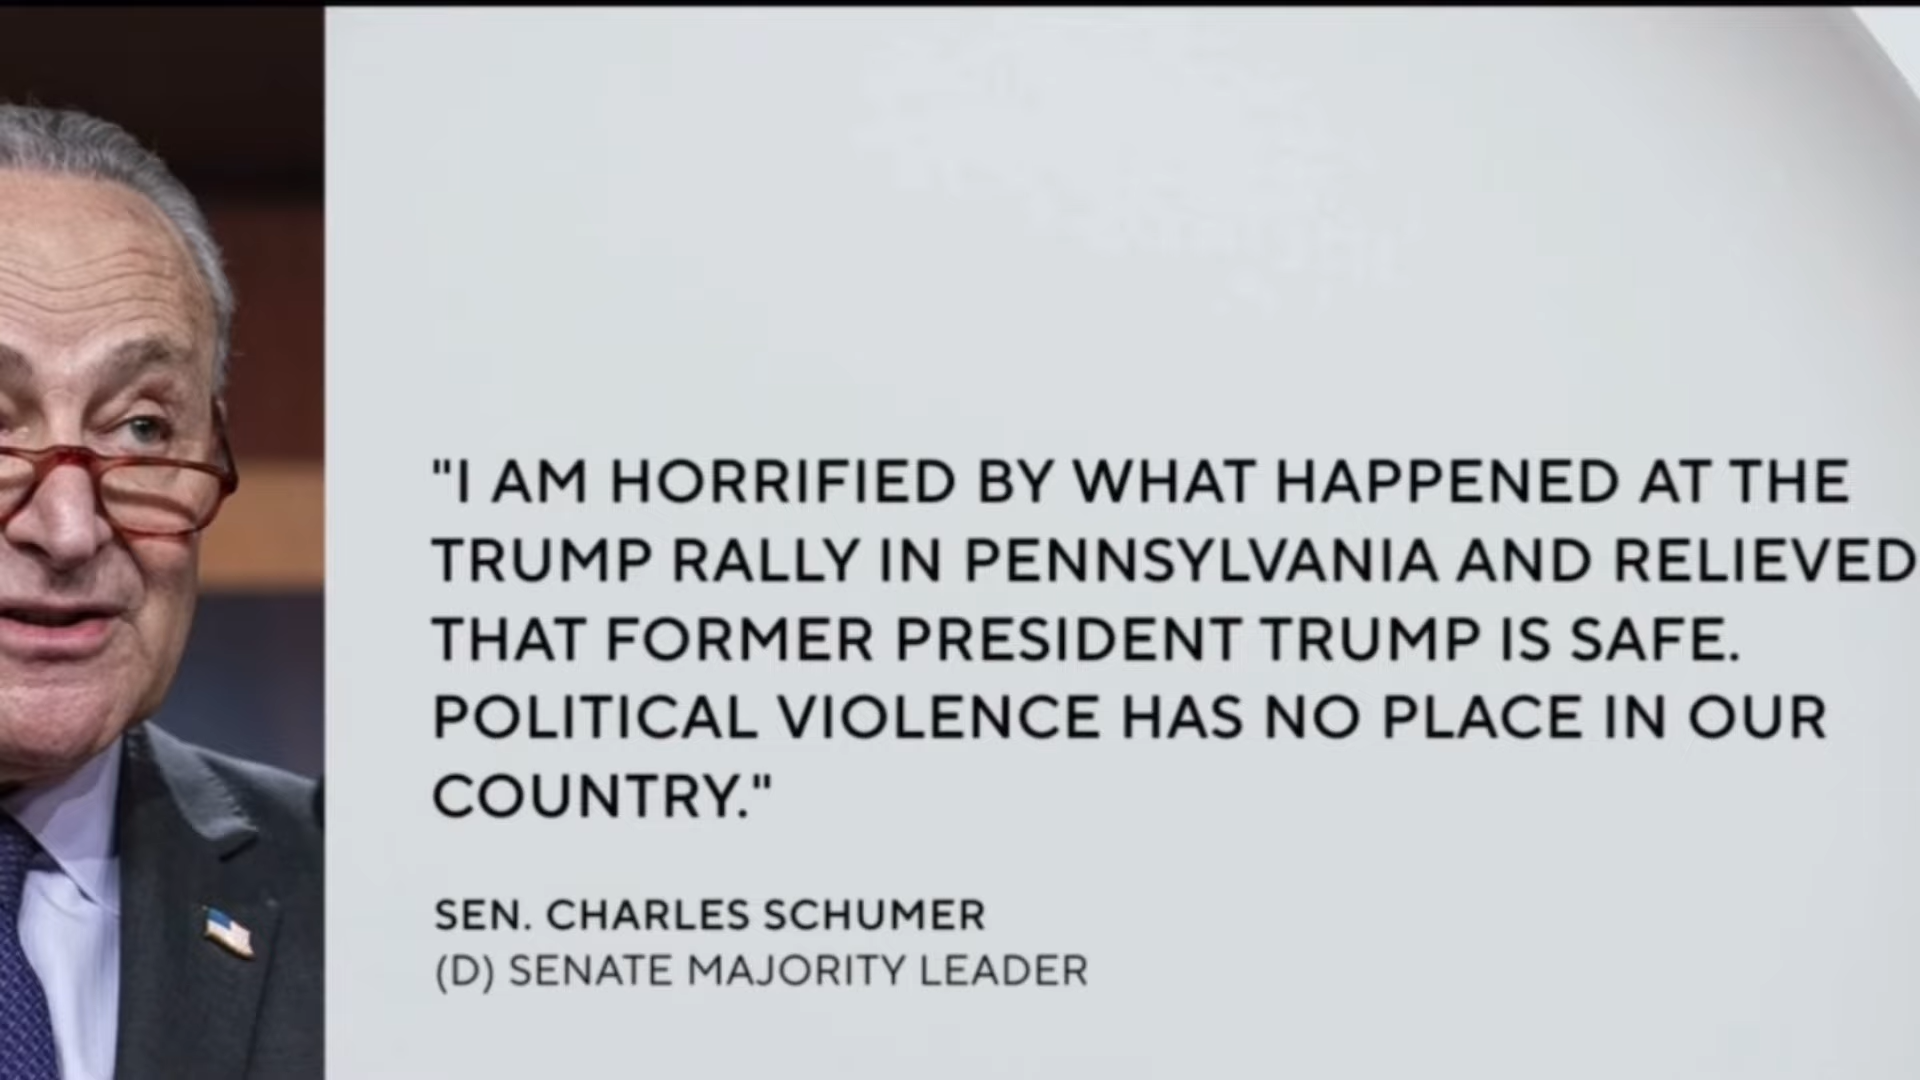 "I AM HORRIFIED BY WHAT HAPPENED AT THE
TRUMP RALLY IN PENNSYLVANIA AND RELIEVED
THAT FORMER PRESIDENT TRUMP IS SAFE.
POLITICAL VIOLENCE HAS NO PLACE IN OUR
COUNTRY."
SEN. CHARLES SCHUMER
(D) SENATE MAJORITY LEADER